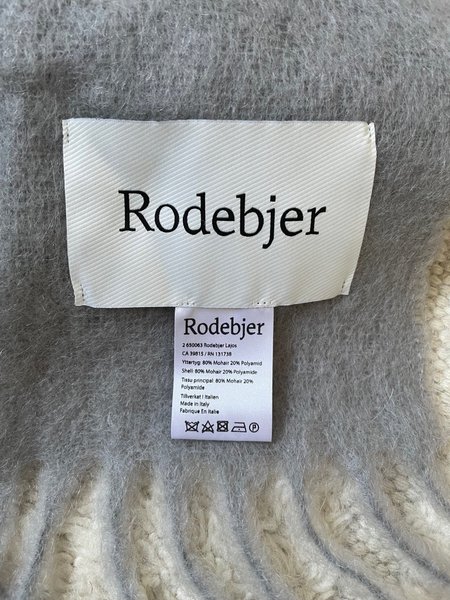 Rodebjer
Rodebjer
2 650063 Rodebjer Lajos
CA 39815 / RN 131738
Yttertyg: 80% Mohair 20% Polyamid
Shell: 80% Mohair 20% Polyamide
Tissu principal: 80% Mohair 20%
Polyamide
Tillverkat I Italien
Made in Italy
Fabrique En Italie
P